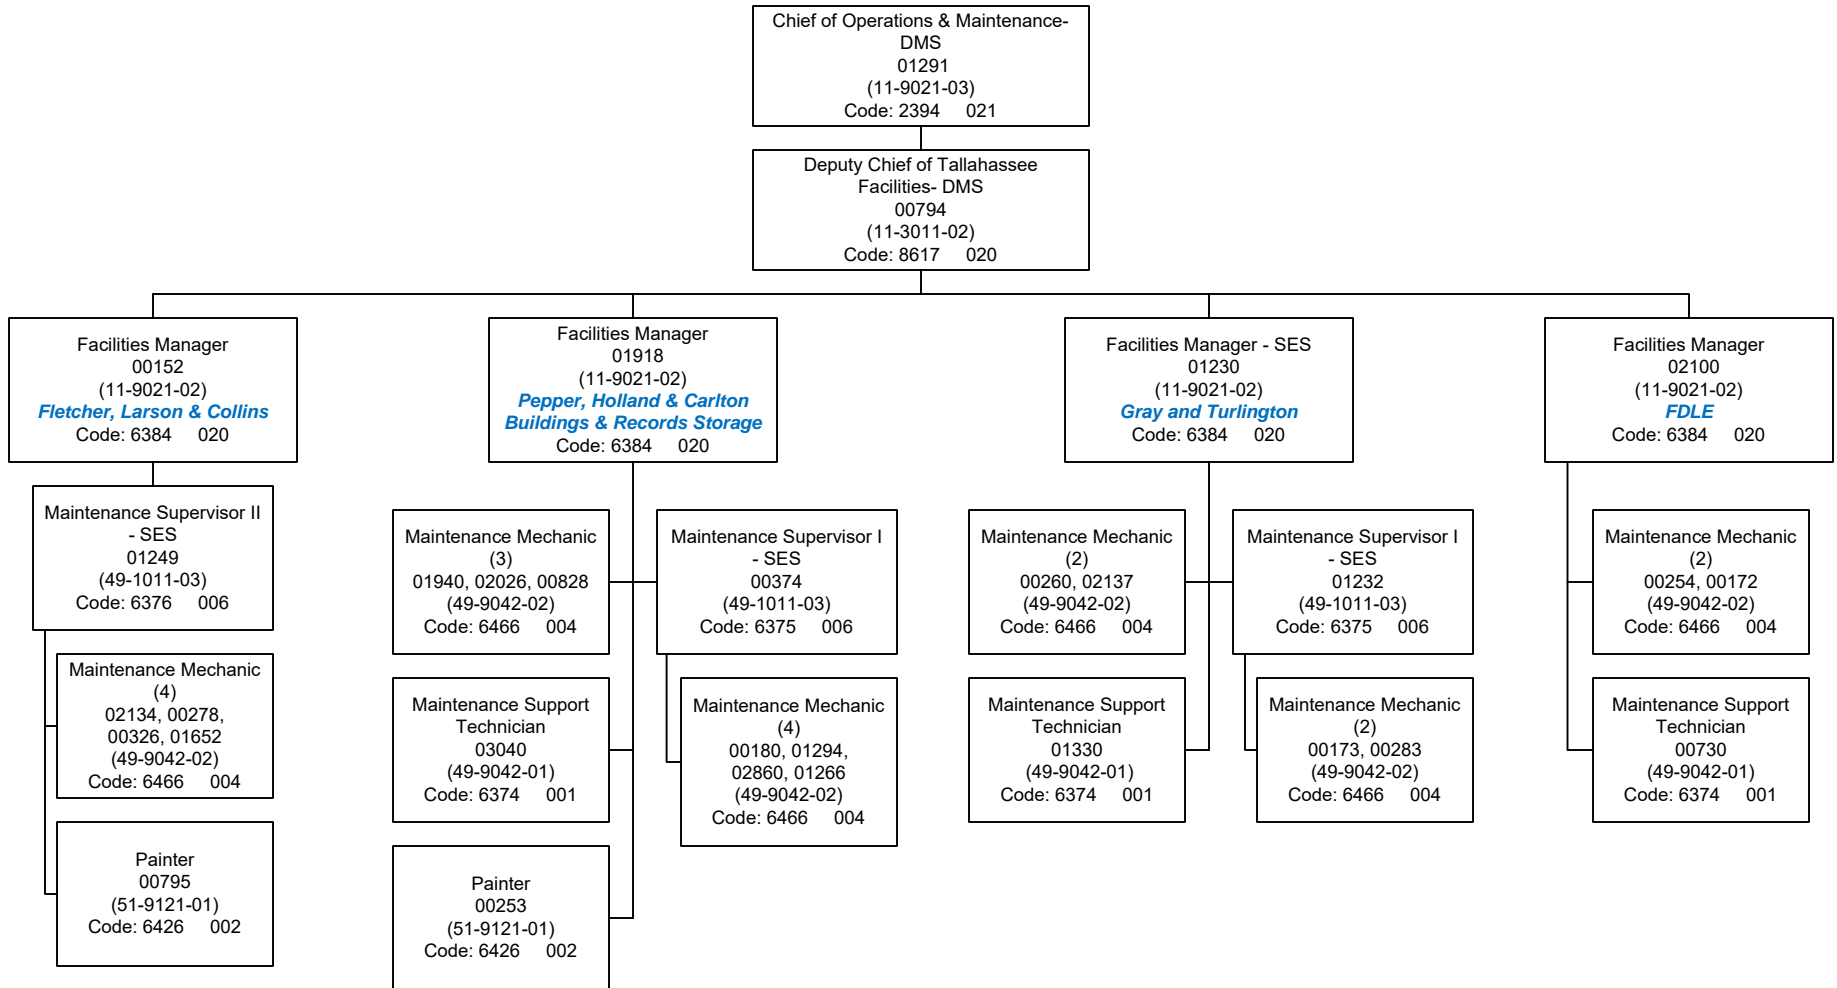 Chief of Operations & Maintenance-
DMS
01291
(11-9021-03)
Code: 2394 021
Deputy Chief of Tallahassee
Facilities- DMS
00794
(11-3011-02)
Code: 8617 020
Facilities Manager
00152
(11-9021-02)
Fletcher, Larson & Collins
Code: 6384 020
Facilities Manager
01918
(11-9021-02)
Pepper, Holland & Carlton
Buildings & Records Storage
Code: 6384 020
Facilities Manager - SES
01230
(11-9021-02)
Gray and Turlington
Code: 6384 020
Facilities Manager
02100
(11-9021-02)
FDLE
Code: 6384 020
Maintenance Supervisor II
- SES
01249
(49-1011-03)
Code: 6376 006
Maintenance Mechanic
(4)
02134, 00278,
00326, 01652
(49-9042-02)
Code: 6466 004
Painter
00795
(51-9121-01)
Code: 6426 002
Maintenance Mechanic
(3)
01940, 02026, 00828
(49-9042-02)
Code: 6466 004
Maintenance Supervisor I
- SES
00374
(49-1011-03)
Code: 6375 006
Maintenance Support
Technician
03040
(49-9042-01)
Code: 6374 001
Maintenance Mechanic
(4)
00180, 01294,
02860, 01266
(49-9042-02)
Code: 6466 004
Painter
00253
(51-9121-01)
Code: 6426 002
Maintenance Mechanic
(2)
00260, 02137
(49-9042-02)
Code: 6466 004
Maintenance Supervisor I
- SES
01232
(49-1011-03)
Code: 6375 006
Maintenance Support
Technician
01330
(49-9042-01)
Code: 6374 001
Maintenance Mechanic
(2)
00173, 00283
(49-9042-02)
Code: 6466 004
Maintenance Mechanic
(2)
00254, 00172
(49-9042-02)
Code: 6466 004
Maintenance Support
Technician
00730
(49-9042-01)
Code: 6374 001